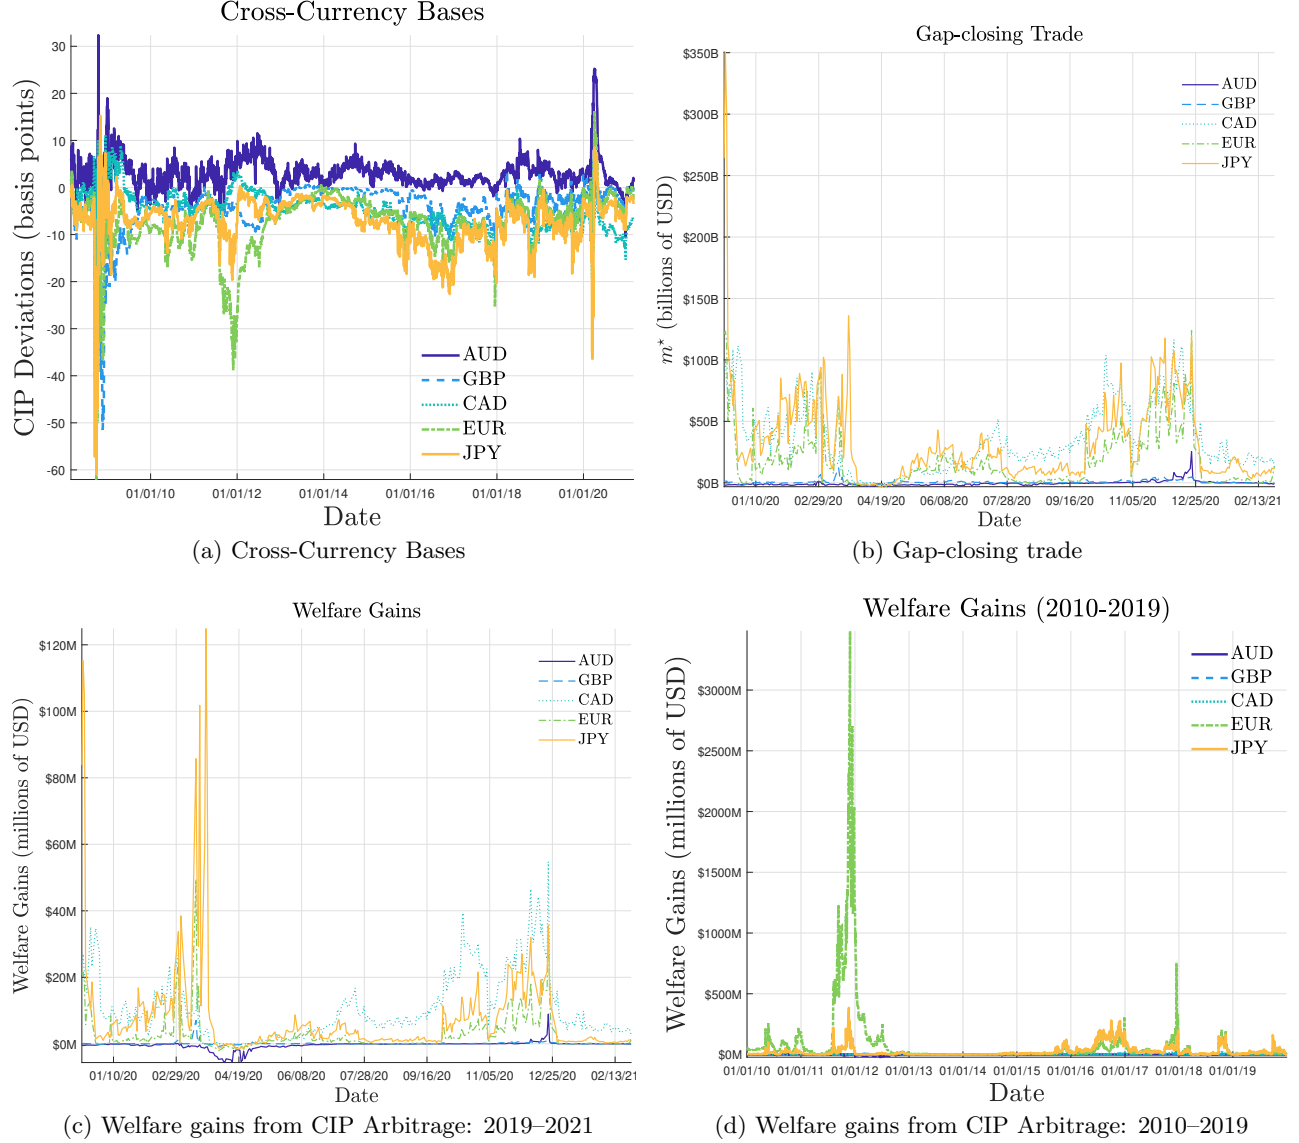 Cross-Currency Bases
CIP Deviations (basis points)
30
20
10
0
-10
-20
-30
-40
-50
-60
AUD
GBP
CAD
EUR
JPY
01/01/10 01/01/12 01/01/14 01/01/16 01/01/18 01/01/20
Date
(a) Cross-Currency Bases
Gap-closing Trade
m* (billions of USD)
$350B
$300B
$250B
$200B
$150B
$100B
$50B
$0B
AUD
GBP
CAD
EUR
JPY
01/10/20 02/29/20 04/19/20 06/08/20 07/28/20 09/16/20 11/05/20 12/25/20 02/13/21
Date
(b) Gap-closing trade
Welfare Gains
Welfare Gains (millions of USD)
$120M
$100M
$80M
$60M
$40M
$20M
$0M
AUD
GBP
CAD
EUR
JPY
01/10/20 02/29/20 04/19/20 06/08/20 07/28/20 09/16/20 11/05/20 12/25/20 02/13/21
Date
(c) Welfare gains from CIP Arbitrage: 2019–2021
Welfare Gains (2010-2019)
Welfare Gains (millions of USD)
$3000M
$2500M
$2000M
$1500M
$1000M
$500M
$0M
AUD
GBP
CAD
EUR
JPY
01/01/10 01/01/11 01/01/12 01/01/13 01/01/14 01/01/15 01/01/16 01/01/17 01/01/18 01/01/19
Date
(d) Welfare gains from CIP Arbitrage: 2010–2019